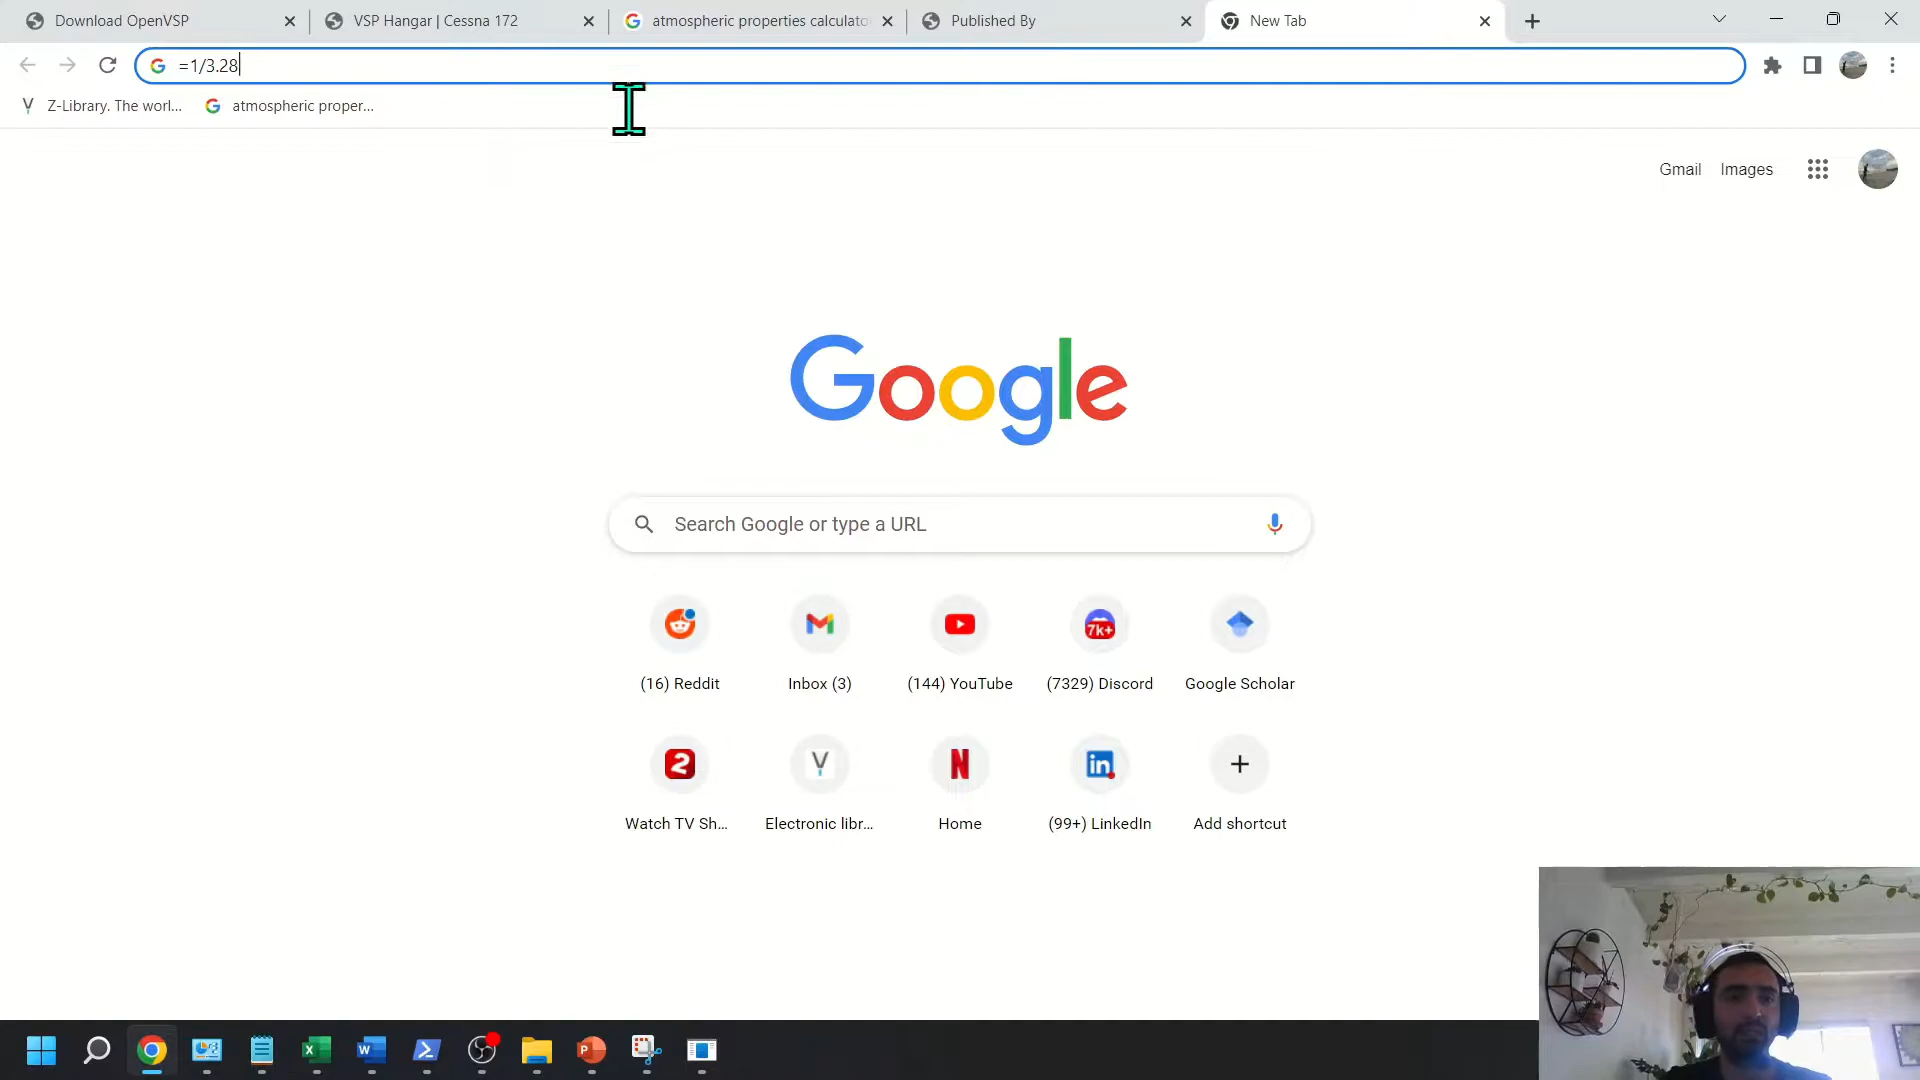 Download OpenVSP
VSP Hangar | Cessna 172
atmospheric properties calculato
Published By
New Tab
=1/3.28
Z-Library. The worl...
atmospheric proper...
Gmail
Images
Google
Search Google or type a URL
7k+
(16) Reddit
Inbox (3)
(144) YouTube
(7329) Discord
Google Scholar
Watch TV Sh...
Electronic libr...
Home
(99+) LinkedIn
Add shortcut